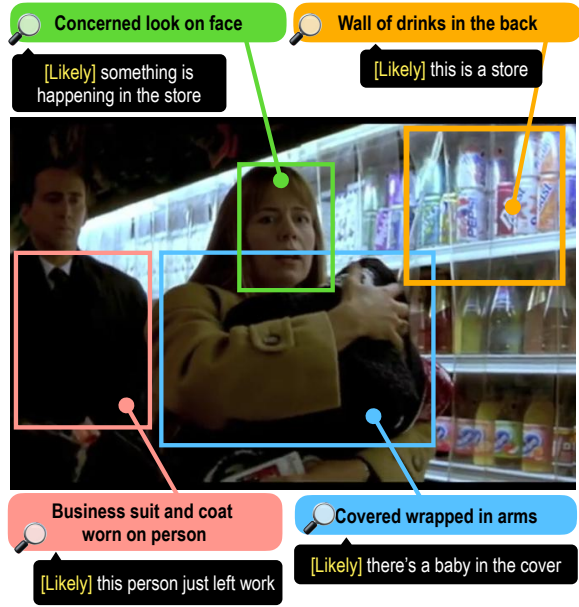 Concerned look on face
Wall of drinks in the back
[Likely] something is
happening in the store
[Likely] this is a store
PEPSI
Business suit and coat
worn on person
Covered wrapped in arms
[Likely] this person just left work
[Likely] there's a baby in the cover